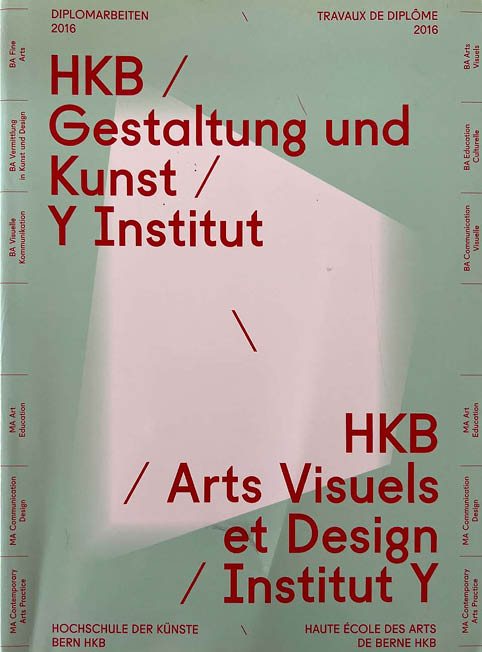 DIPLOMARBEITEN
2016
\
TRAVAUX DE DIPLÔME
2016
HKB /
Gestaltung und
Kunst /
Y Institut
\
\
HKB
/ Arts Visuels
et Design
/ Institut Y
HOCHSCHULE DER KÜNSTE
BERN HKB
\
HAUTE ÉCOLE DES ARTS
DE BERNE HKB
BA Fine
Arts
BA Vermittlung
in Kunst und Design
BA Visuelle
Kommunikation
MA Art
Education
MA Communication
Design
MA Contemporary
Arts Practice
BA Arts
Visuels
BA Education
Culturelle
BA Communication
Visuelle
MA Art
Education
MA Communication
Design
MA Contemporary
Arts Practice